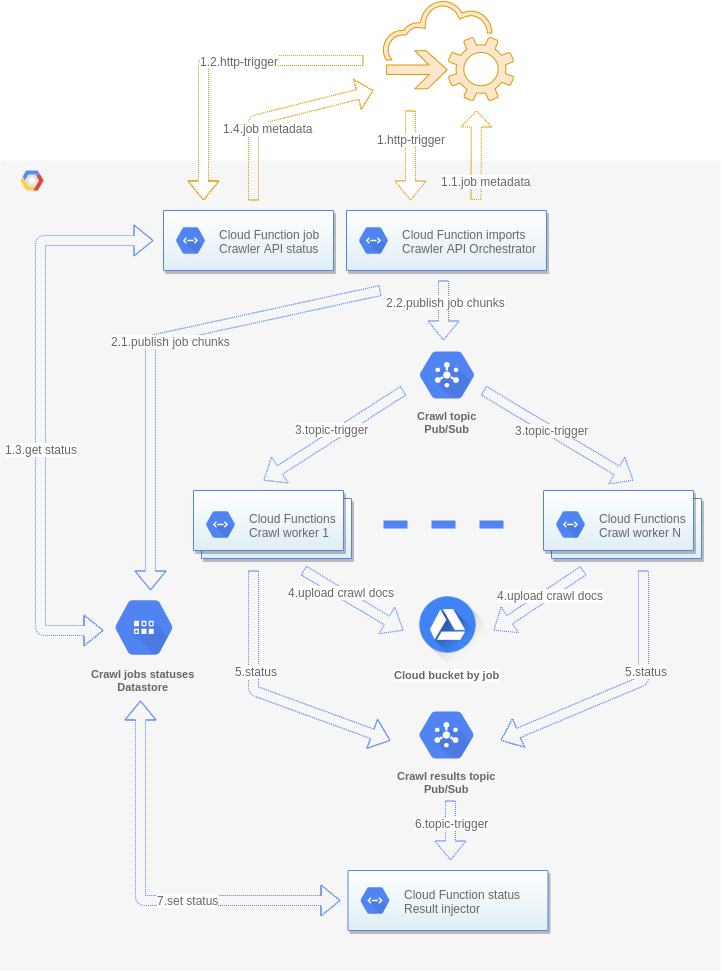 1.2.http-trigger
1.4.job metadata
1.http-trigger
1.1.job metadata
Cloud Function job
Crawler API status
Cloud Function imports
Crawler API Orchestrator
2.2.publish job chunks
2.1.publish job chunks
Crawl topic
Pub/Sub
3.topic-trigger
3.topic-trigger
1.3.get status
Cloud Functions
Crawl worker 1
Cloud Functions
Crawl worker N
4.upload crawl docs
4.upload crawl docs
Crawl jobs statuses
Datastore
5.status
Cloud bucket by job
5.status
Crawl results topic
Pub/Sub
6.topic-trigger
7.set status
Cloud Function status
Result injector